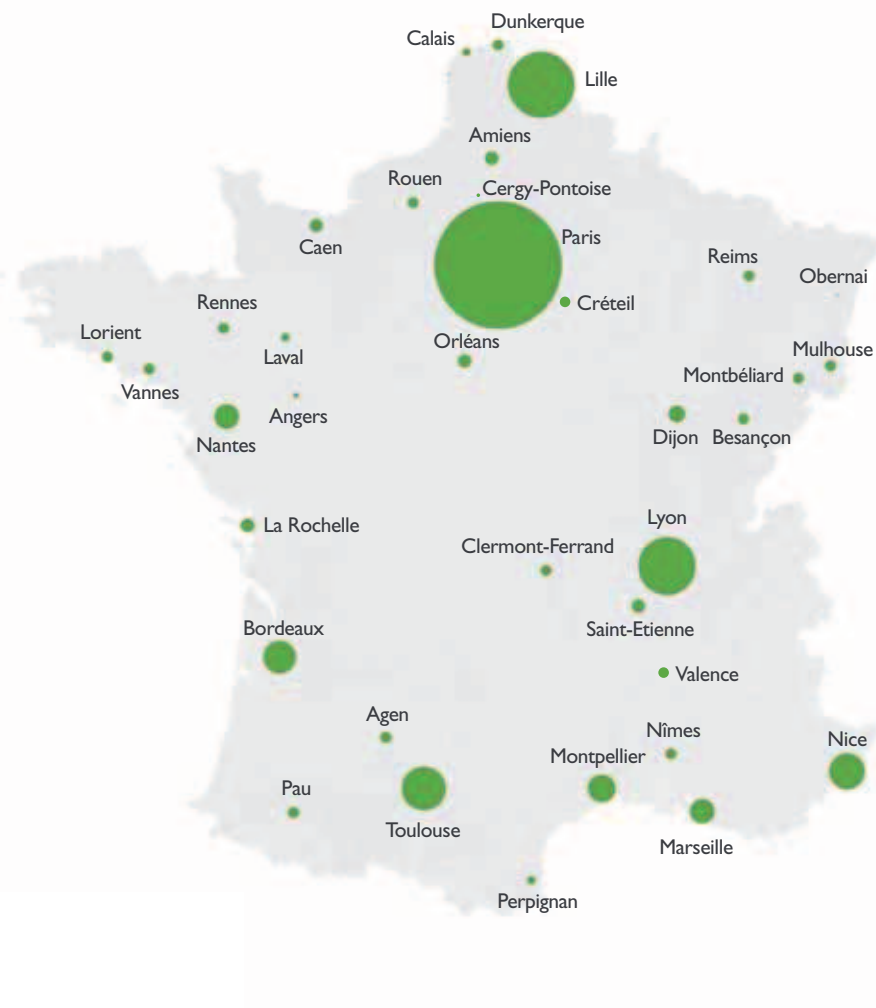 Dunkerque
Calais
Lille
Amiens
Rouen
Cergy-Pontoise
Caen
Paris
Reims
Obernai
Rennes
Créteil
Lorient
Laval
Orléans
Mulhouse
Montbéliard
Vannes
Angers
Nantes
Dijon
Besançon
Lyon
La Rochelle
Clermont-Ferrand
Bordeaux
Saint-Etienne
Valence
Agen
Nîmes
Nice
Montpellier
Pau
Toulouse
Marseille
Perpignan